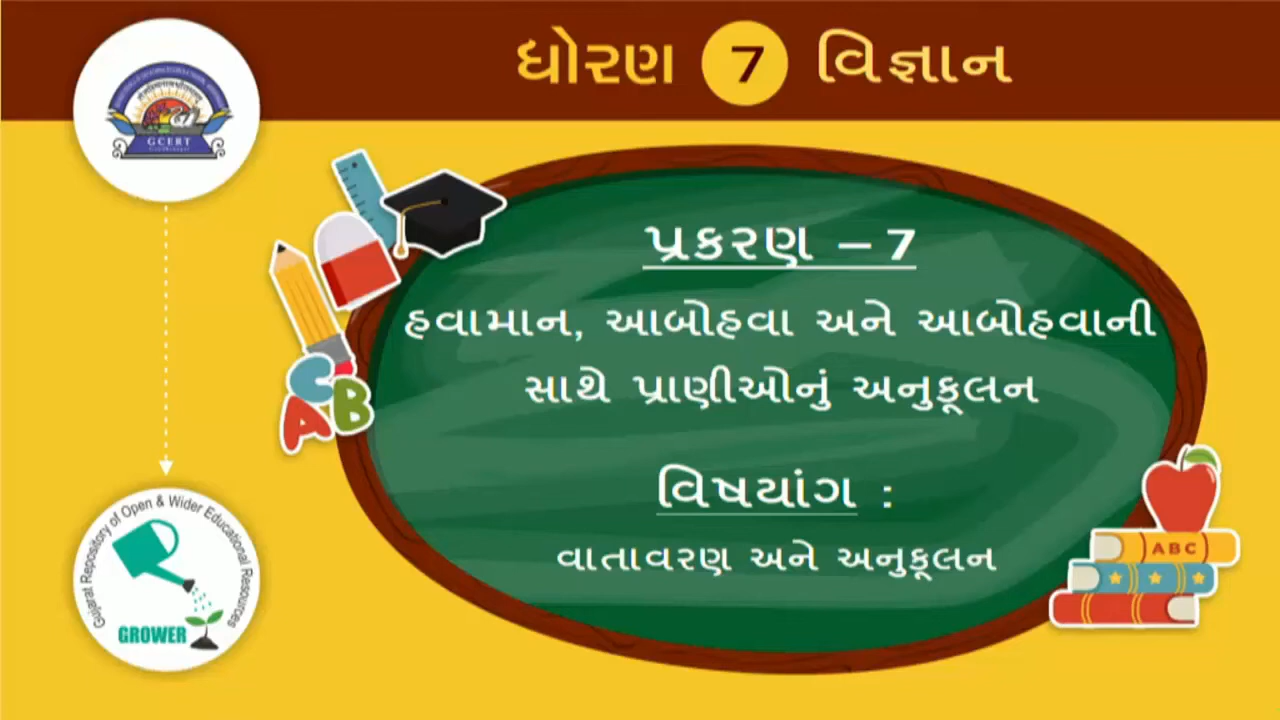 ધોરણ 7 વિજ્ઞાન
GCERT
પ્રકરણ – 7
હવામાન, આબોહવા અને આબોહવાની
સાથે પ્રાણીઓનું અનુકૂલન
વિષયાંગ :
વાતાવરણ અને અનુકૂલન
C
A B
ABC
Gujarat Repository of Open & Wider Educational Resources
GROWER